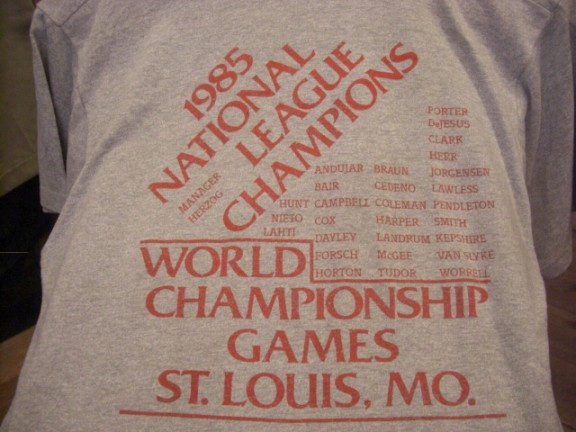 1985
NATIONAL
LEAGUE
CHAMPIONS
MANAGER
HERZOG
PORTER
DeJESUS
CLARK
HERR
ANDUJAR BRAUN JORGENSEN
BAIR CEDENO LAWLESS
HUNT CAMPBELL COLEMAN PENDLETON
NIETO COX HARPER SMITH
LAHTI DAYLEY LANDRUM KEPSHIRE
FORSCH McGEE VAN SLYKE
HORTON TUDOR WORRELL
WORLD
CHAMPIONSHIP
GAMES
ST. LOUIS, MO.